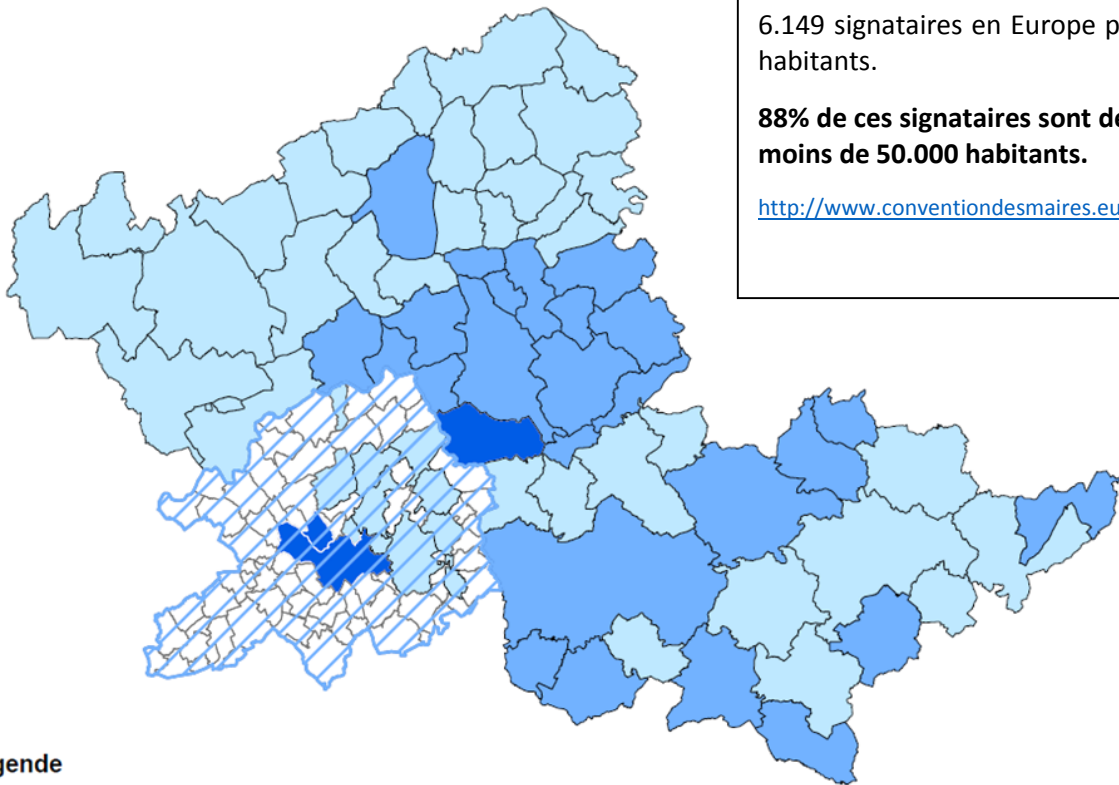 6.149 signataires en Europe p
habitants.
88% de ces signataires sont de
moins de 50.000 habitants.
http://www.conventiondesmaires.eu
gende